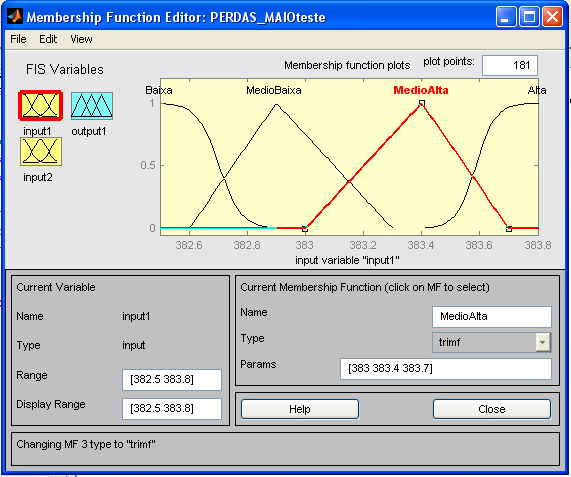 Membership Function Editor: PERDAS_MAIOteste
File Edit View
FIS Variables
Membership function plots plot points: 181
input1 output1
input2
Baixa MedioBaixa MedioAlta Alta
1
0.5
0
382.6 382.8 383 383.2 383.4 383.6 383.8
input variable "input1"
Current Variable
Name input1
Type input
Range [382.5 383.8]
Display Range [382.5 383.8]
Current Membership Function (click on MF to select)
Name MedioAlta
Type trimf
Params [383 383.4 383.7]
Help Close
Changing MF 3 type to "trimf"